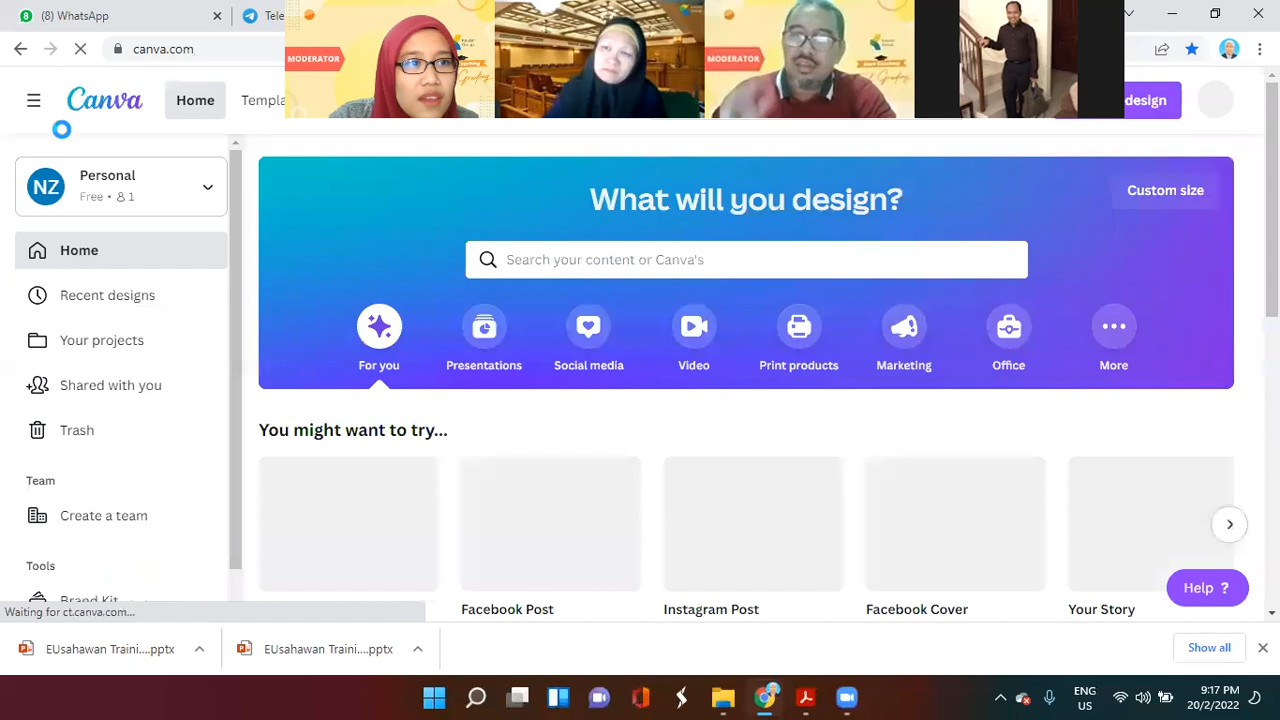 (8) WhatsApp
Tele
canva.com
Canva
Home
Templa
design
MODERATOR
MODERATOR
NZ
Personal
Free • 1
What will you design?
Custom size
Search your content or Canva's
For you
Presentations
Social media
Video
Print products
Marketing
Office
More
Home
Recent designs
Your projects
Shared with you
Trash
Team
Create a team
Tools
Brand Kit
You might want to try...
Facebook Post
Instagram Post
Facebook Cover
Your Story
Help ?
Waiting for ct.canva.com...
EUsahawan Traini....pptx
EUsahawan Traini....pptx
Show all
ENG
US
9:17 PM
20/2/2022